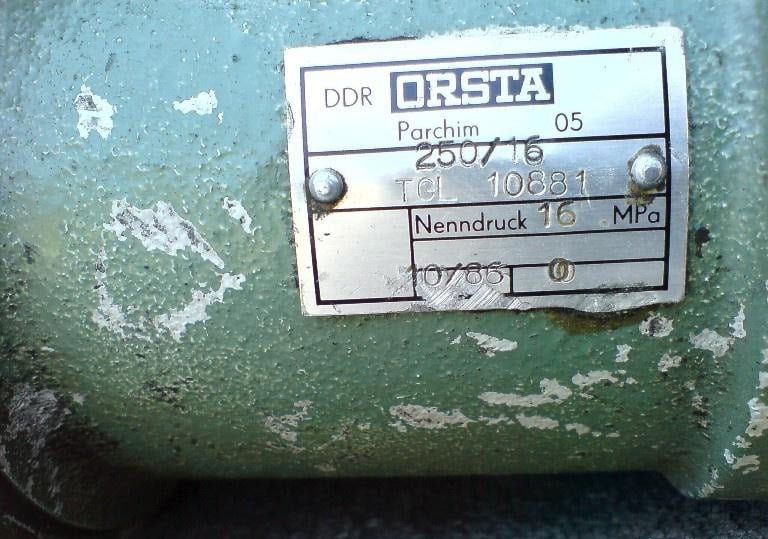 DDR ORSTA
Parchim 05
250/16
TGL 10881
Nenndruck 16 MPa
10/86 0